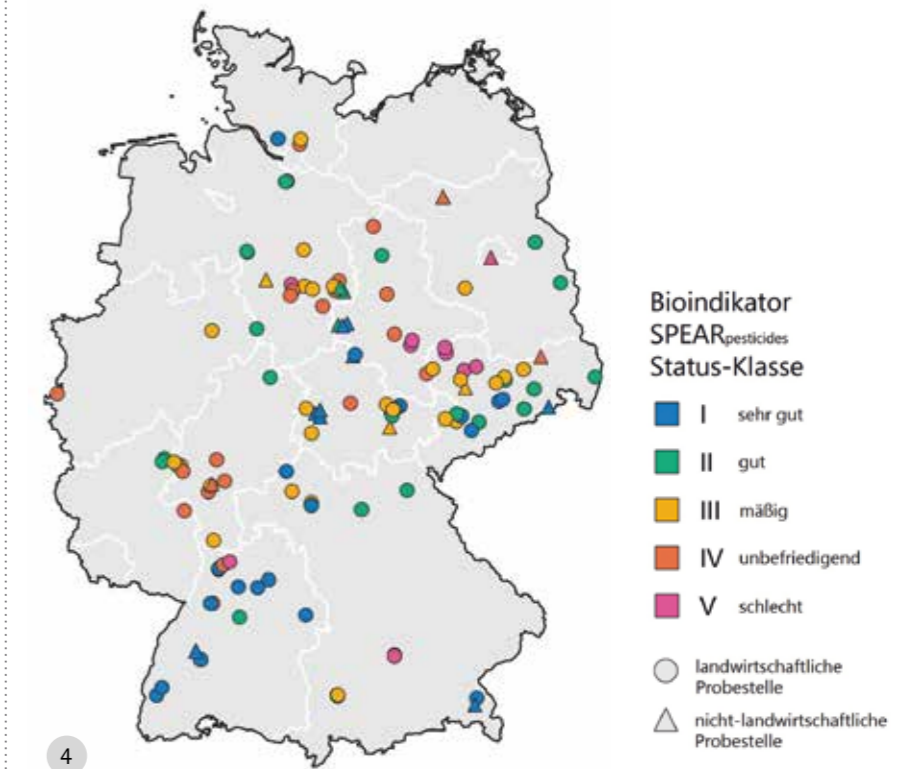 Bioindikator
SPEARpesticides
Status-Klasse
I sehr gut
II gut
III mäßig
IV unbefriedigend
V schlecht
landwirtschaftliche
Probestelle
nicht-landwirtschaftliche
Probestelle
4